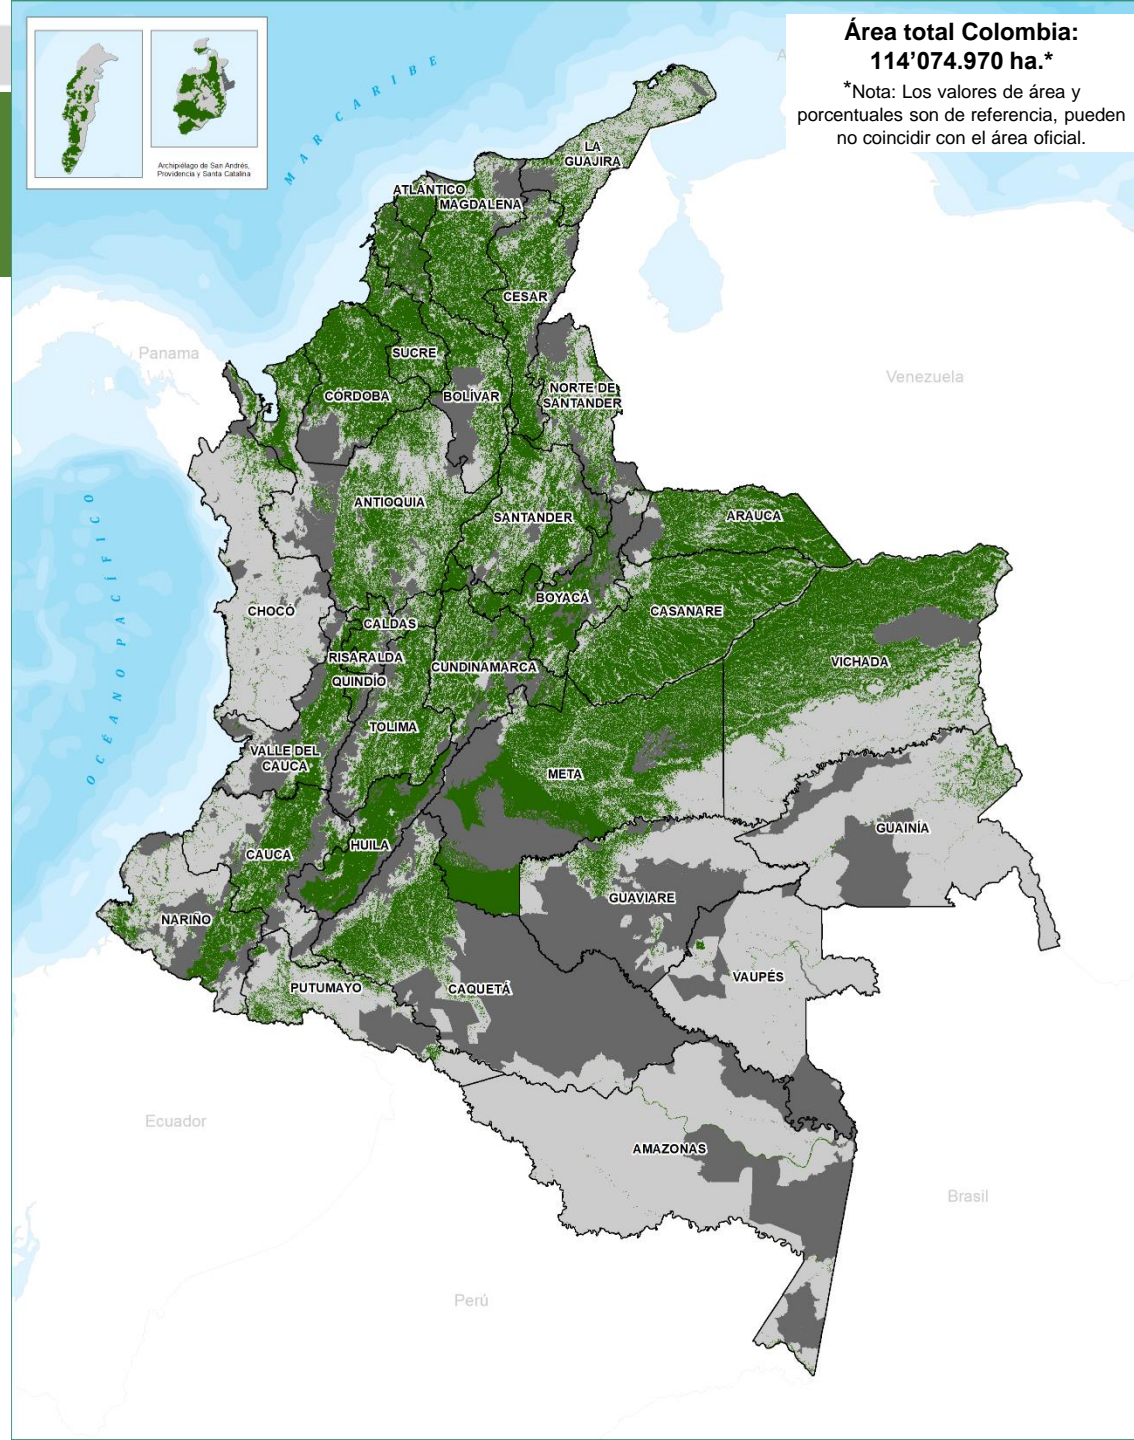 Área total Colombia:
114’074.970 ha.*
*Nota: Los valores de área y
porcentuales son de referencia, pueden
no coincidir con el área oficial.
Archipiélago de San Andrés,
Providencia y Santa Catalina
MAR CARIBE
LA
GUAJIRA
ATLÁNTICO
MAGDALENA
CESAR
Panama
SUCRE
Venezuela
CÓRDOBA
BOLÍVAR
NORTE DE
SANTANDER
OCÉANO PACÍFICO
ANTIOQUIA
SANTANDER
ARAUCA
CHOCÓ
BOYACÁ
CASANARE
CALDAS
RISARALDA
CUNDINAMARCA
VICHADA
QUINDÍO
TOLIMA
VALLE DEL
CAUCA
META
GUAINÍA
CAUCA
HUILA
GUAVIARE
NARIÑO
VAUPÉS
PUTUMAYO
CAQUETÁ
Ecuador
AMAZONAS
Brasil
Perú